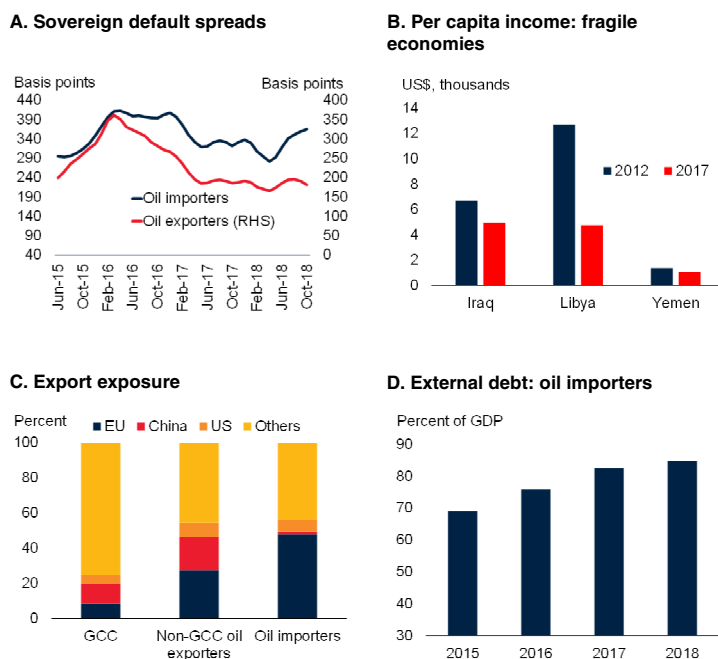 A. Sovereign default spreads
Basis points
Basis points
440
390
340
290
240
190
140
90
40
400
350
300
250
200
150
100
50
0
Oil importers
Oil exporters (RHS)
Jun-15
Oct-15
Feb-16
Jun-16
Oct-16
Feb-17
Jun-17
Oct-17
Feb-18
Jun-18
Oct-18
B. Per capita income: fragile
economies
US$, thousands
14
12
10
8
6
4
2
0
2012
2017
Iraq
Libya
Yemen
C. Export exposure
Percent
EU
China
US
Others
100
80
60
40
20
0
GCC
Non-GCC oil
exporters
Oil importers
D. External debt: oil importers
Percent of GDP
90
80
70
60
50
40
30
2015
2016
2017
2018